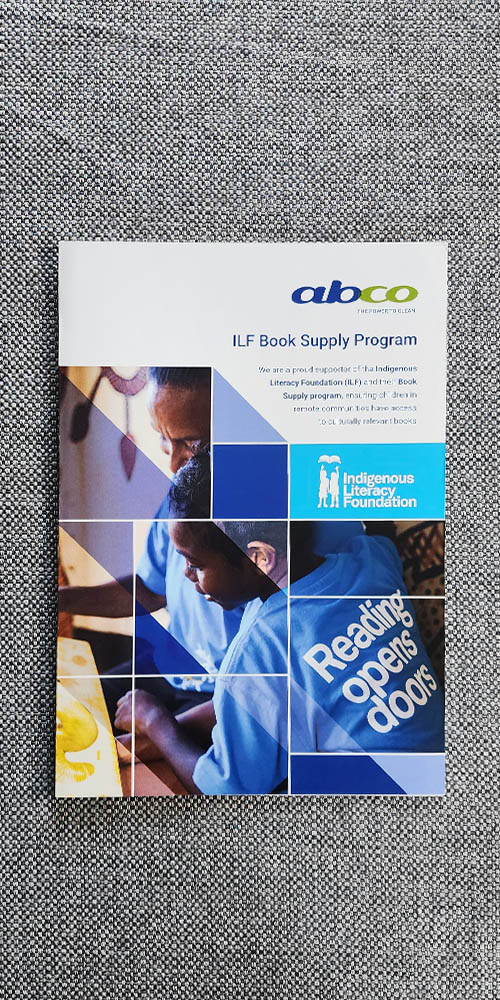 abco
THE POWER TO CLEAN
ILF Book Supply Program
We are a proud supporter of the Indigenous
Literacy Foundation (ILF) and their Book
Supply program, ensuring children in
remote communities have access
to culturally relevant books
Indigenous
Literacy
Foundation
Reading
opens
doors